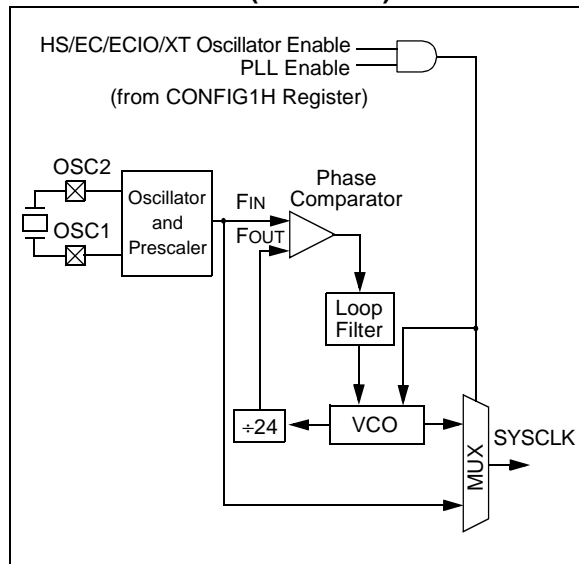 HS/EC/ECIO/XT Oscillator Enable
PLL Enable
(from CONFIG1H Register)
OSC2
OSC1
Oscillator
and
Prescaler
FIN
FOUT
Phase
Comparator
Loop
Filter
÷24
VCO
MUX
SYSCLK